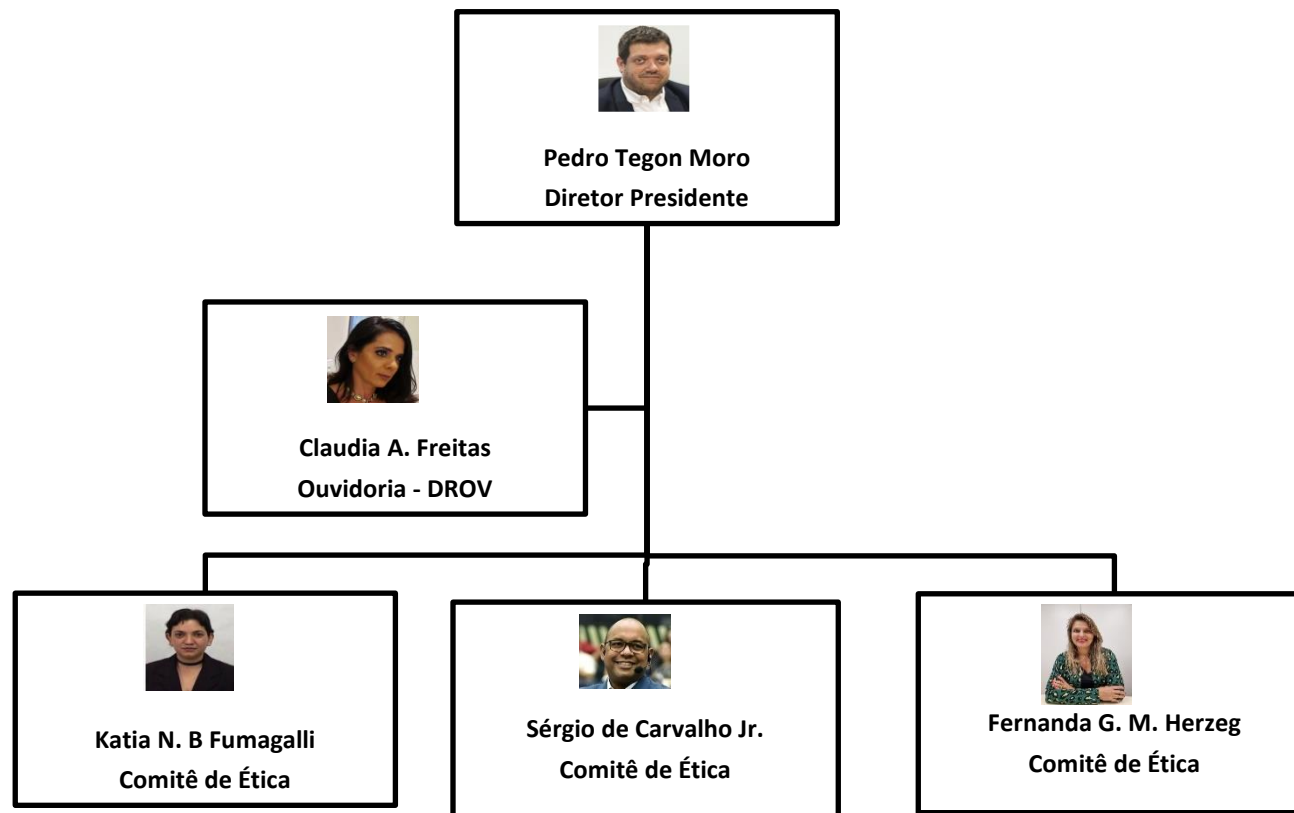 Pedro Tegon Moro
Diretor Presidente
Claudia A. Freitas
Ouvidoria - DROV
Katia N. B Fumagalli
Comitê de Ética
Sérgio de Carvalho Jr.
Comitê de Ética
Fernanda G. M. Herzeg
Comitê de Ética